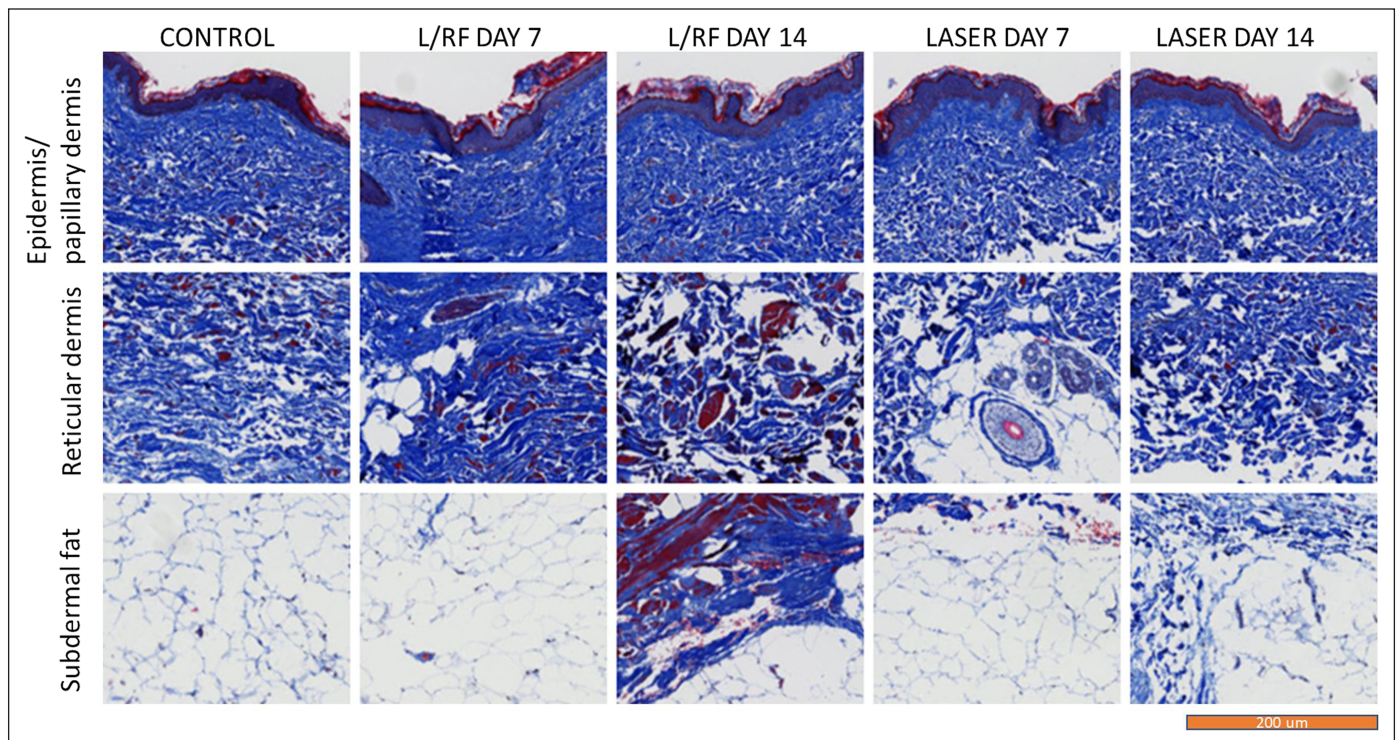 CONTROL
L/RF DAY 7
L/RF DAY 14
LASER DAY 7
LASER DAY 14
Epidermis/
papillary dermis
Reticular dermis
Subdermal fat
200 um